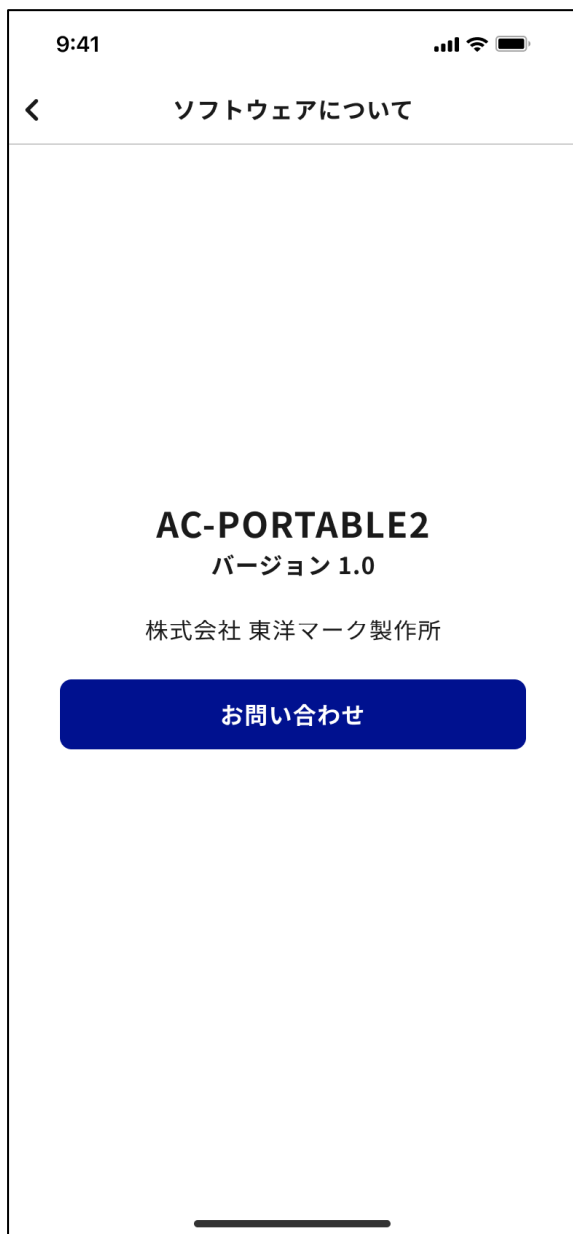 9:41
ソフトウェアについて
AC-PORTABLE2
バージョン 1.0
株式会社 東洋マーク製作所
お問い合わせ